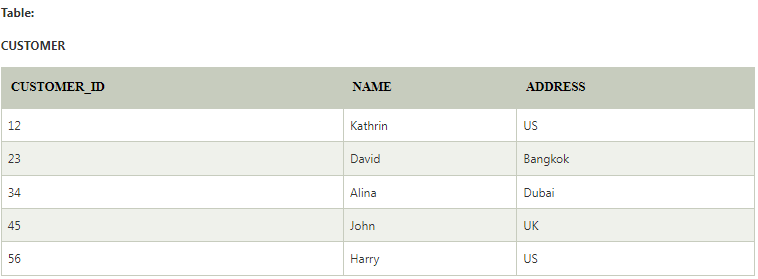 Table:
CUSTOMER
CUSTOMER_ID NAME ADDRESS
12 Kathrin US
23 David Bangkok
34 Alina Dubai
45 John UK
56 Harry US